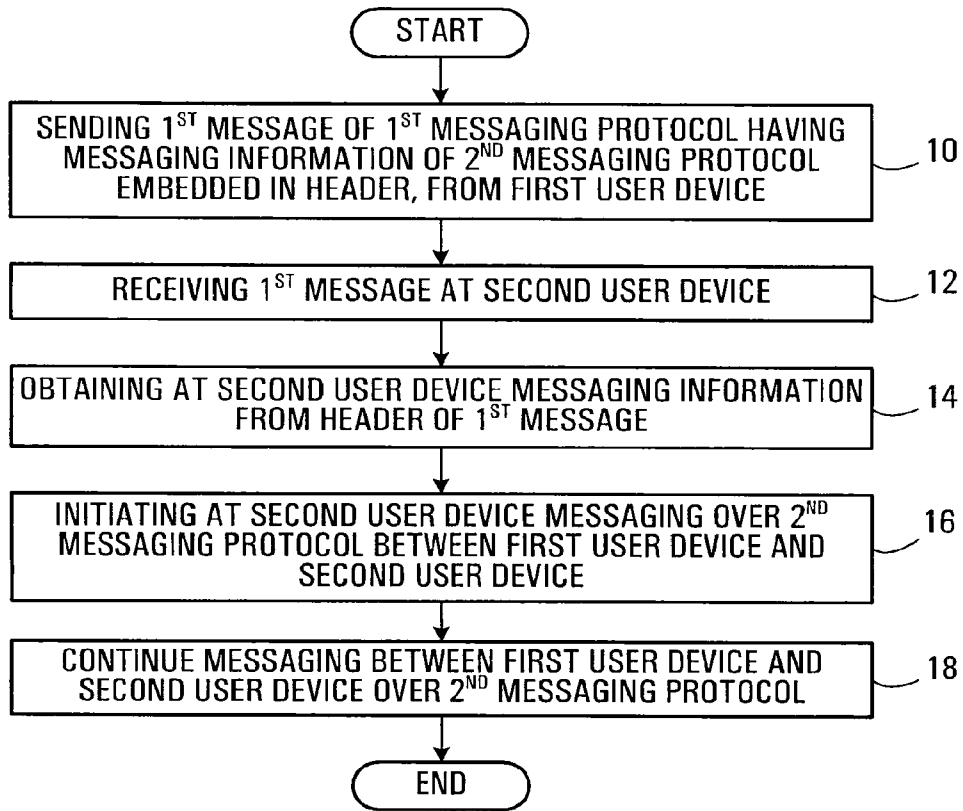 START
SENDING 1ST MESSAGE OF 1ST MESSAGING PROTOCOL HAVING
MESSAGING INFORMATION OF 2ND MESSAGING PROTOCOL
EMBEDDED IN HEADER, FROM FIRST USER DEVICE
10
RECEIVING 1ST MESSAGE AT SECOND USER DEVICE
12
OBTAINING AT SECOND USER DEVICE MESSAGING INFORMATION
FROM HEADER OF 1ST MESSAGE
14
INITIATING AT SECOND USER DEVICE MESSAGING OVER 2ND
MESSAGING PROTOCOL BETWEEN FIRST USER DEVICE AND
SECOND USER DEVICE
16
CONTINUE MESSAGING BETWEEN FIRST USER DEVICE AND
SECOND USER DEVICE OVER 2ND MESSAGING PROTOCOL
18
END